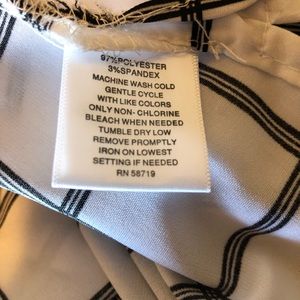 97%POLYESTER
3%SPANDEX
MACHINE WASH COLD
GENTLE CYCLE
WITH LIKE COLORS
ONLY NON- CHLORINE
BLEACH WHEN NEEDED
TUMBLE DRY LOW
REMOVE PROMPTLY
IRON ON LOWEST
SETTING IF NEEDED
RN 58719